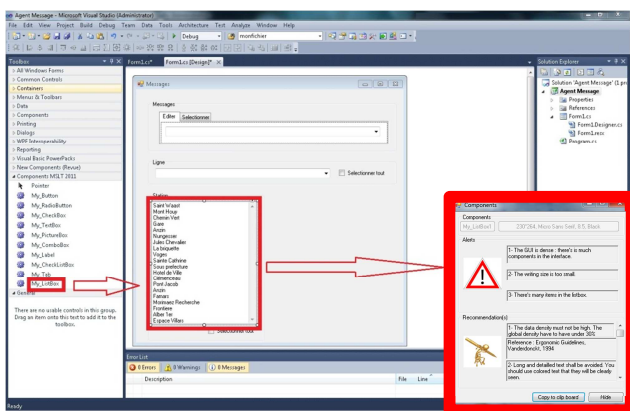 Agent Message - Microsoft Visual Studio (Administrator)
File Edit View Project Build Debug Team Data Tools Architecture Test Analyze Window Help
Debug monfichier
Toolbox
All Windows Forms
Common Controls
Containers
Menus & Toolbars
Data
Components
Printing
Dialogs
WPF Interoperability
Reporting
Visual Basic PowerPacks
New Components (Revue)
Components MSLT 2011
Pointer
My_Button
My_RadioButton
My_CheckBox
My_TextBox
My_PictureBox
My_ComboBox
My_Label
My_CheckListBox
My_Tab
My_ListBox
General
There are no usable controls in this group.
Drag an item onto this text to add it to the
toolbox.
Form1.cs* Form1.cs [Design]*
Messages
Messages
Editer Selectionner
Ligne
Selectionner tout
Station
Saint Waast
Mont Houy
Chemin Vert
Gare
Anzin
Nungesser
Jules Chevalier
La briquette
Vosges
Sainte Cathrine
Sous prefecture
Hotel de Ville
Clemenceau
Pont Jacob
Anzin
Famars
Mormaez Recherche
Frontiere
Alber 1er
Espace Villars
Selectionner tout
Error List
0 Errors 0 Warnings 0 Messages
Description File Line
Solution Explorer
Solution 'Agent Message' (1 pr
Agent Message
Properties
References
Form1.cs
Form1.Designer.cs
Form1.resx
Program.cs
Components
Components
My_ListBox1 230*264, Micro Sans Serif, 8.5, Black
Alerts
1- The GUI is dense : there's much
components in the interface.
2- The writing size is too small.
3- There's many items in the listbox.
Recommendation(s)
1- The data density must not be high. The
global density have to have under 38%
Reference : Ergonomic Guidelines,
Vanderdonckt, 1994
2- Long and detailled text shall be avoided. You
should use colored text that they will be clearly
seen.
Copy to clip board Hide
Ready